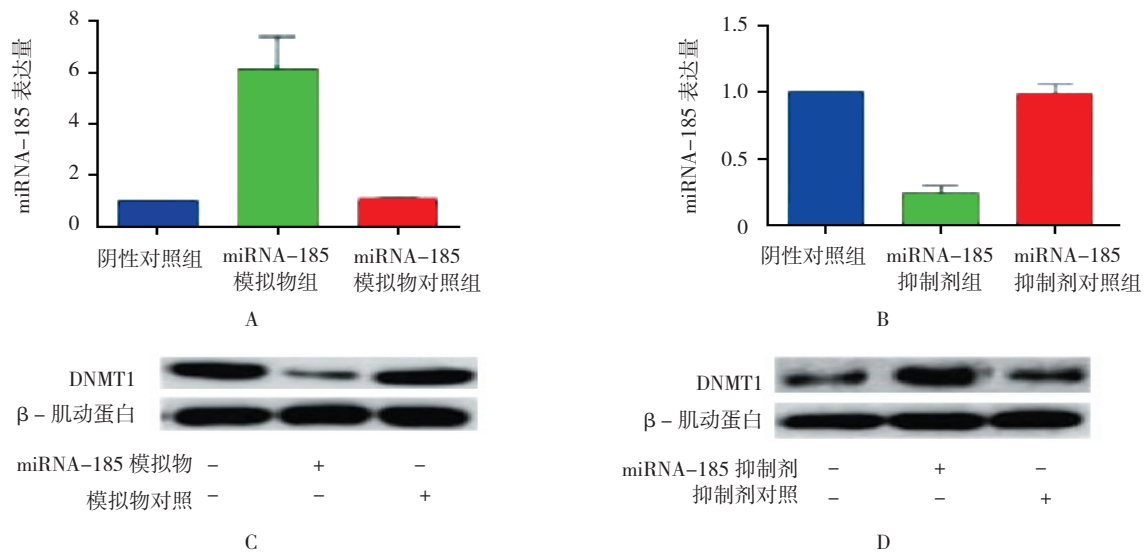 miRNA-185 表达量
8
6
4
2
0
阴性对照组
miRNA-185
模拟物组
miRNA-185
模拟物对照组
A
miRNA-185 表达量
1.5
1.0
0.5
0
阴性对照组
miRNA-185
抑制剂组
miRNA-185
抑制剂对照组
B
DNMT1
β-肌动蛋白
miRNA-185 模拟物 - + -
模拟物对照 - - +
C
DNMT1
β-肌动蛋白
miRNA-185 抑制剂 - + -
抑制剂对照 - - +
D